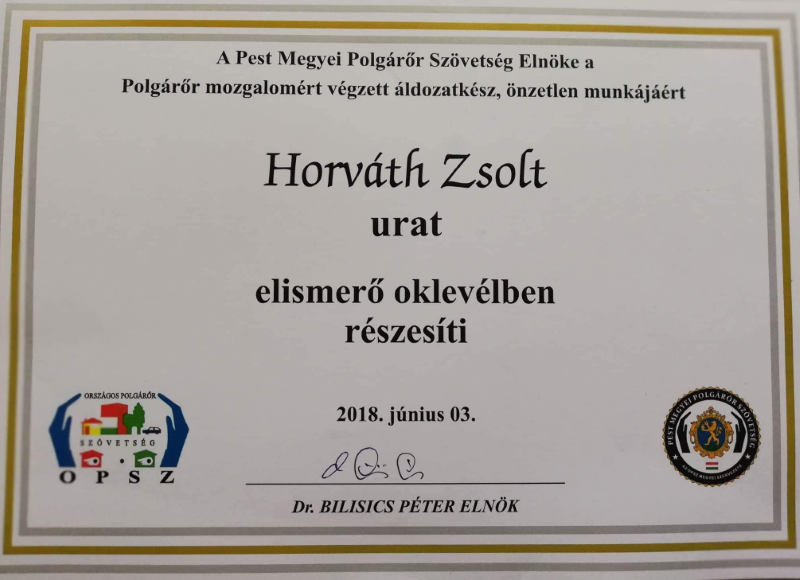 A Pest Megyei Polgárőr Szövetség Elnöke a
Polgárőr mozgalomért végzett áldozatkész, önzetlen munkájáért
Horváth Zsolt
urat
elismerő oklevélben
részesíti
2018. június 03.
ORSZÁGOS POLGÁRŐR
SZÖVETSÉG
O P S Z
PEST MEGYEI POLGÁRŐR SZÖVETSÉG
Dr. BILISICS PÉTER ELNÖK